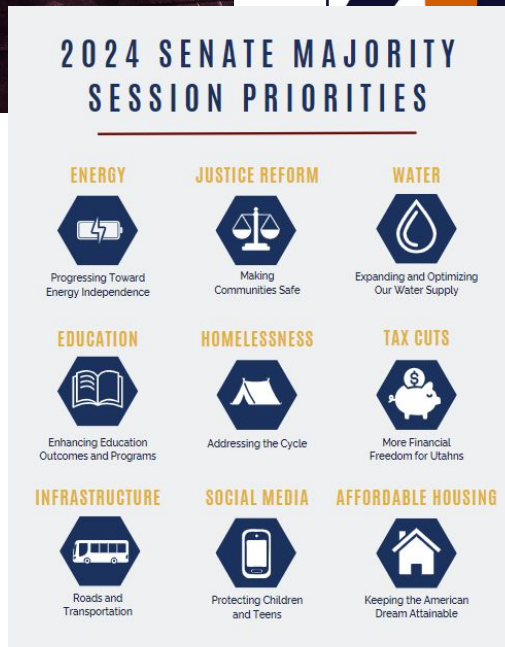 2024 SENATE MAJORITY
SESSION PRIORITIES
ENERGY
Progressing Toward
Energy Independence
JUSTICE REFORM
Making
Communities Safe
WATER
Expanding and Optimizing
Our Water Supply
EDUCATION
Enhancing Education
Outcomes and Programs
HOMELESSNESS
Addressing the Cycle
TAX CUTS
$
More Financial
Freedom for Utahns
INFRASTRUCTURE
Roads and
Transportation
SOCIAL MEDIA
Protecting Children
and Teens
AFFORDABLE HOUSING
Keeping the American
Dream Attainable